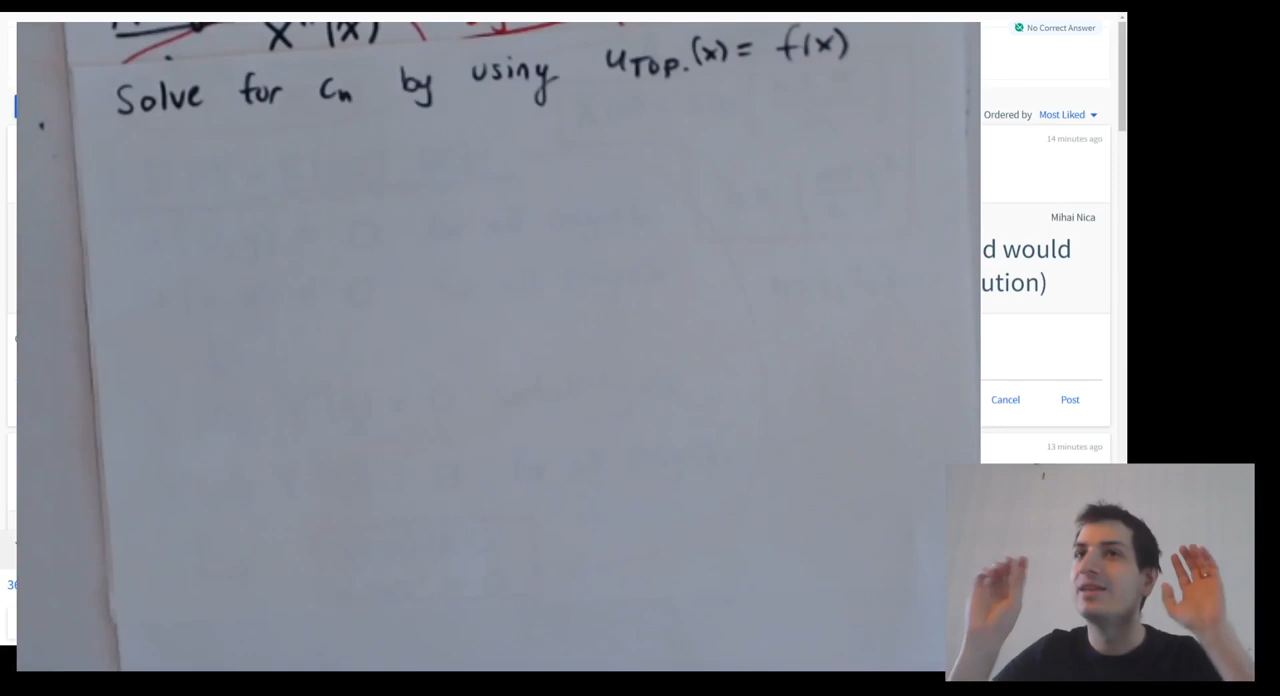 No Correct Answer
X"(x)
Solve for cn by using uTOP.(x) = f(x)
Ordered by Most Liked
14 minutes ago
Mihai Nica
d would
ution)
Cancel Post
13 minutes ago
36